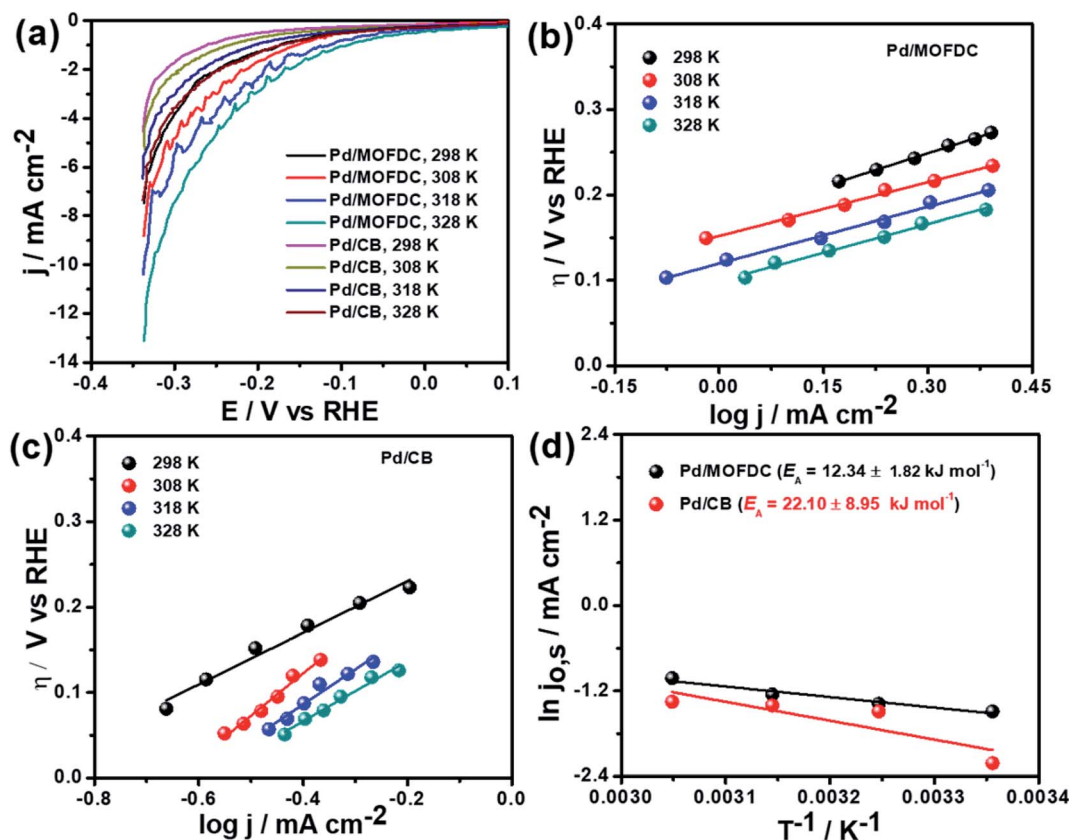 (a)
0
-2
-4
-6
-8
-10
-12
-14
j / mA cm-2
Pd/MOFDC, 298 K
Pd/MOFDC, 308 K
Pd/MOFDC, 318 K
Pd/MOFDC, 328 K
Pd/CB, 298 K
Pd/CB, 308 K
Pd/CB, 318 K
Pd/CB, 328 K
-0.4 -0.3 -0.2 -0.1 0.0 0.1
E / V vs RHE
(b)
Pd/MOFDC
298 K
308 K
318 K
328 K
0.4
0.3
0.2
0.1
0.0
η / V vs RHE
-0.15 0.00 0.15 0.30 0.45
log j / mA cm-2
(c)
Pd/CB
298 K
308 K
318 K
328 K
0.4
0.3
0.2
0.1
0.0
η / V vs RHE
-0.8 -0.6 -0.4 -0.2 0.0
log j / mA cm-2
(d)
Pd/MOFDC (EA = 12.34 ± 1.82 kJ mol-1)
Pd/CB (EA = 22.10 ± 8.95 kJ mol-1)
2.4
1.2
0.0
-1.2
-2.4
ln jo,s / mA cm-2
0.0030 0.0031 0.0032 0.0033 0.0034
T-1 / K-1